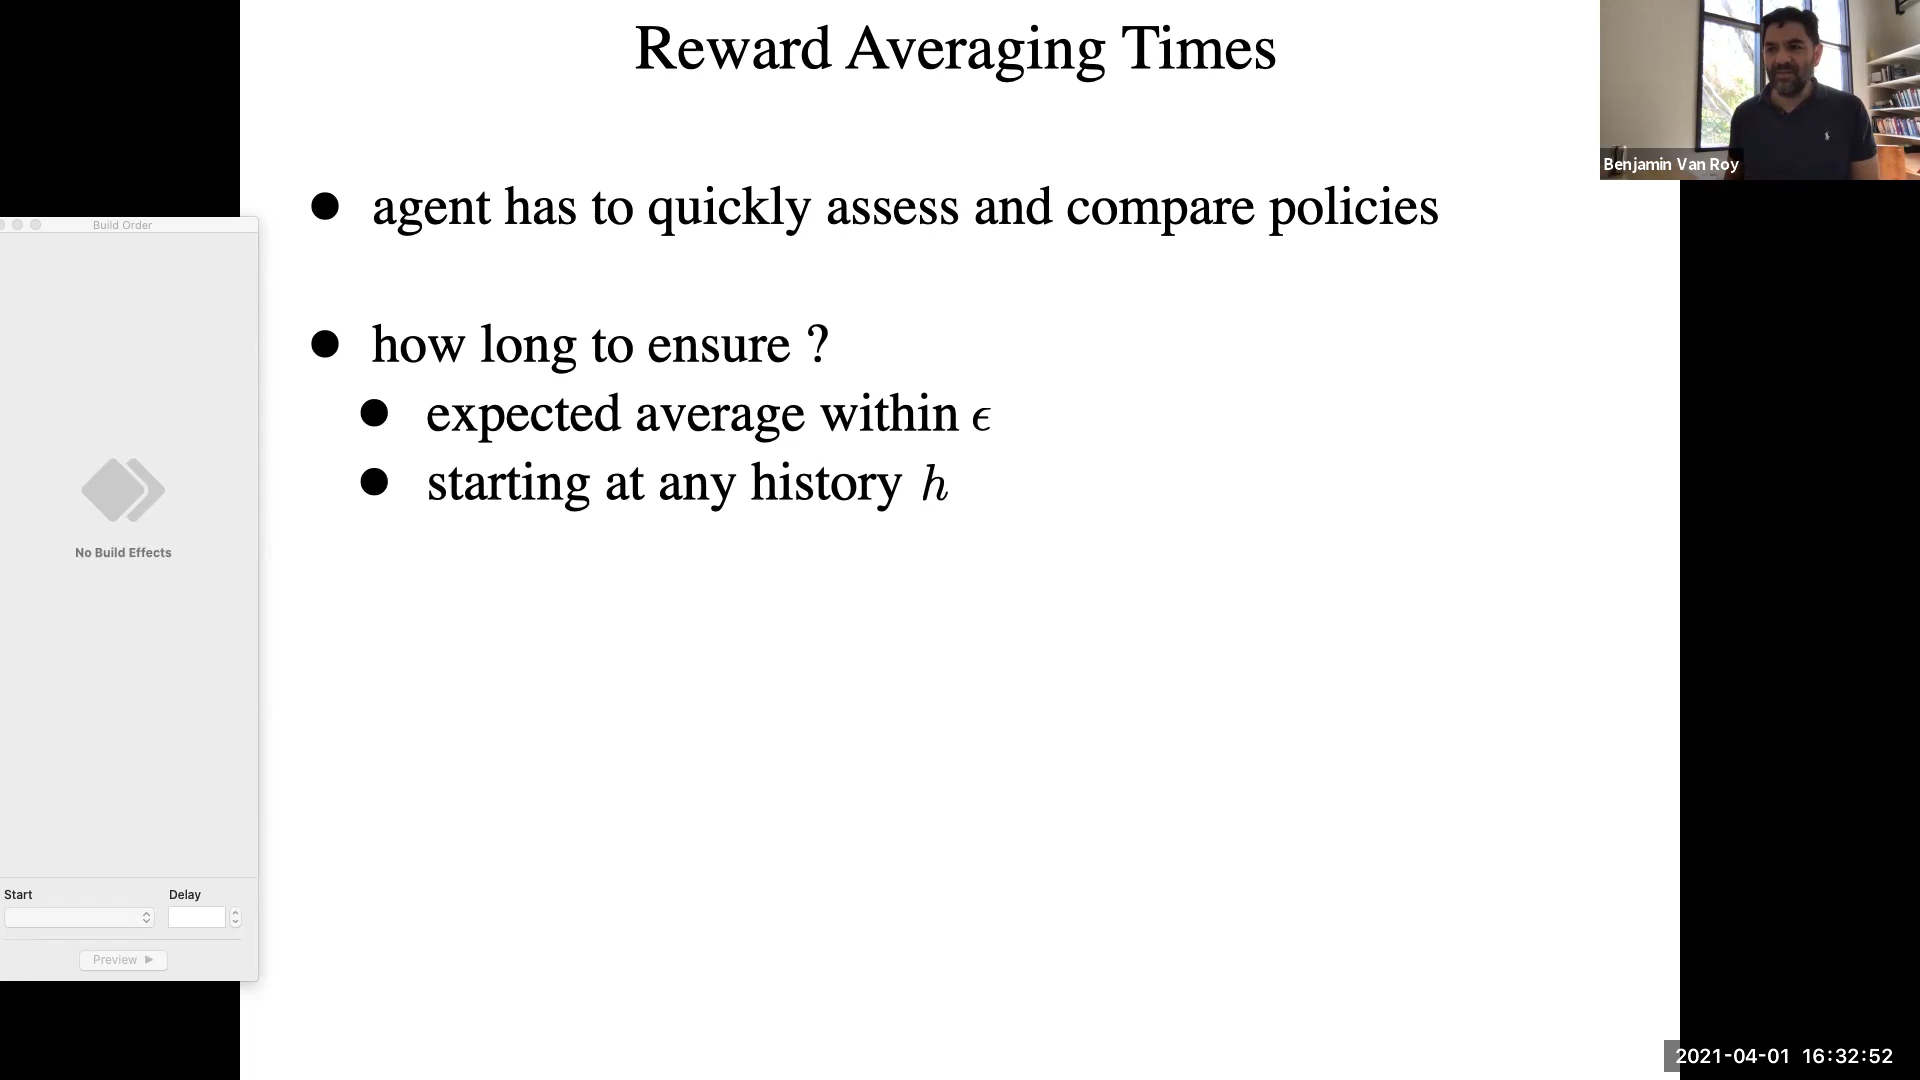 Reward Averaging Times
Benjamin Van Roy
agent has to quickly assess and compare policies
Build Order
how long to ensure ?
expected average within ϵ
starting at any history h
No Build Effects
Start
Delay
Preview
2021-04-01 16:32:52